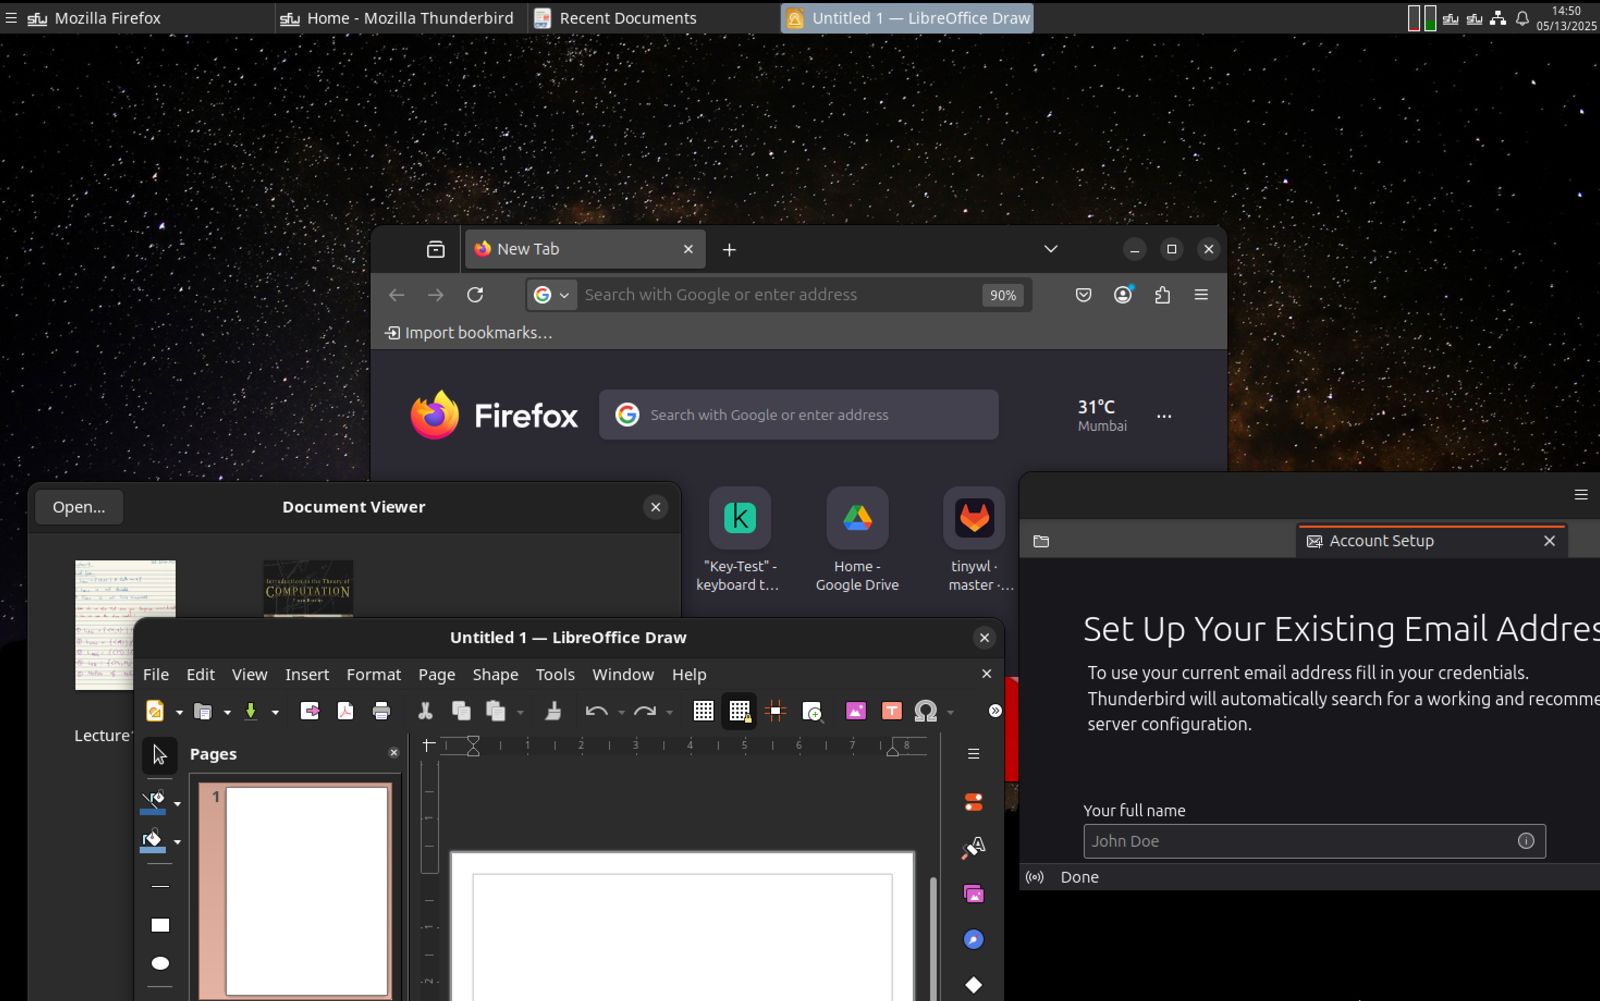 Mozilla Firefox
Home - Mozilla Thunderbird
Recent Documents
Untitled 1 — LibreOffice Draw
14:50
05/13/2025
New Tab
Search with Google or enter address
90%
Import bookmarks…
Firefox
Search with Google or enter address
31°C
Mumbai
Open...
Document Viewer
"Key-Test" -
keyboard t…
Home -
Google Drive
tinywl ·
master ·…
Introduction to the Theory of
COMPUTATION
Lecture
Account Setup
Set Up Your Existing Email Addres
To use your current email address fill in your credentials.
Thunderbird will automatically search for a working and recomme
server configuration.
Your full name
John Doe
Done
Untitled 1 — LibreOffice Draw
File Edit View Insert Format Page Shape Tools Window Help
Pages
1
1 2 3 4 5 6 7 8
1
1
2